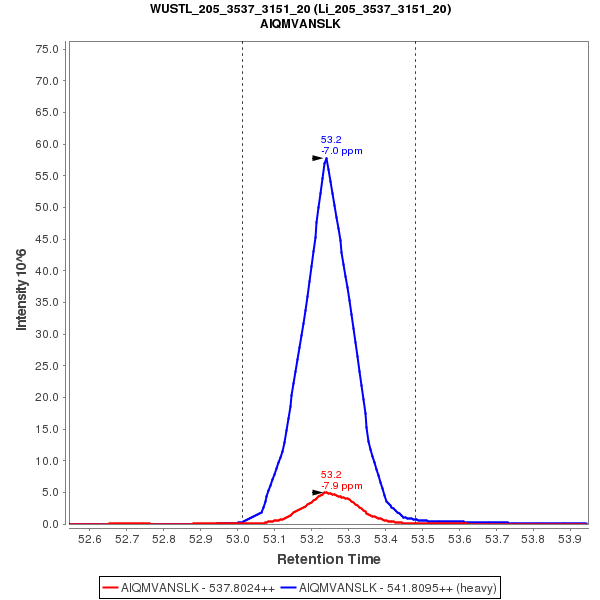 WUSTL_205_3537_3151_20 (Li_205_3537_3151_20)
AIQMVANSLK
75.0
70.0
65.0
60.0
55.0
50.0
45.0
40.0
35.0
30.0
25.0
20.0
15.0
10.0
5.0
0.0
Intensity 10^6
53.2
-7.0 ppm
53.2
-7.9 ppm
52.6 52.7 52.8 52.9 53.0 53.1 53.2 53.3 53.4 53.5 53.6 53.7 53.8 53.9
Retention Time
AIQMVANSLK - 537.8024++ AIQMVANSLK - 541.8095++ (heavy)